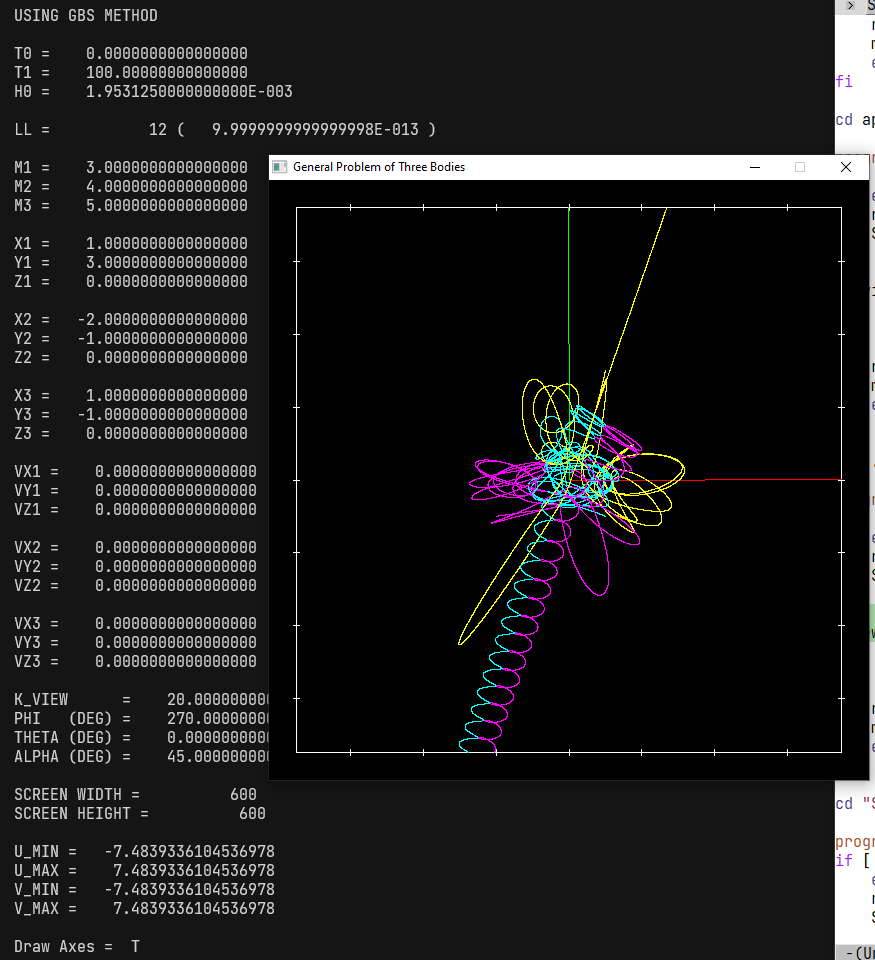 USING GBS METHOD
T0 = 0.0000000000000000
T1 = 100.00000000000000
H0 = 1.9531250000000000E-003
LL = 12 ( 9.9999999999999998E-013 )
M1 = 3.0000000000000000
M2 = 4.0000000000000000
M3 = 5.0000000000000000
X1 = 1.0000000000000000
Y1 = 3.0000000000000000
Z1 = 0.0000000000000000
X2 = -2.0000000000000000
Y2 = -1.0000000000000000
Z2 = 0.0000000000000000
X3 = 1.0000000000000000
Y3 = -1.0000000000000000
Z3 = 0.0000000000000000
VX1 = 0.0000000000000000
VY1 = 0.0000000000000000
VZ1 = 0.0000000000000000
VX2 = 0.0000000000000000
VY2 = 0.0000000000000000
VZ2 = 0.0000000000000000
VX3 = 0.0000000000000000
VY3 = 0.0000000000000000
VZ3 = 0.0000000000000000
K_VIEW = 20.000000000
PHI (DEG) = 270.00000000
THETA (DEG) = 0.0000000000
ALPHA (DEG) = 45.000000000
SCREEN WIDTH = 600
SCREEN HEIGHT = 600
U_MIN = -7.4839336104536978
U_MAX = 7.4839336104536978
V_MIN = -7.4839336104536978
V_MAX = 7.4839336104536978
Draw Axes = T
General Problem of Three Bodies
fi
cd ap
cd "S
progr
if [
-(Un